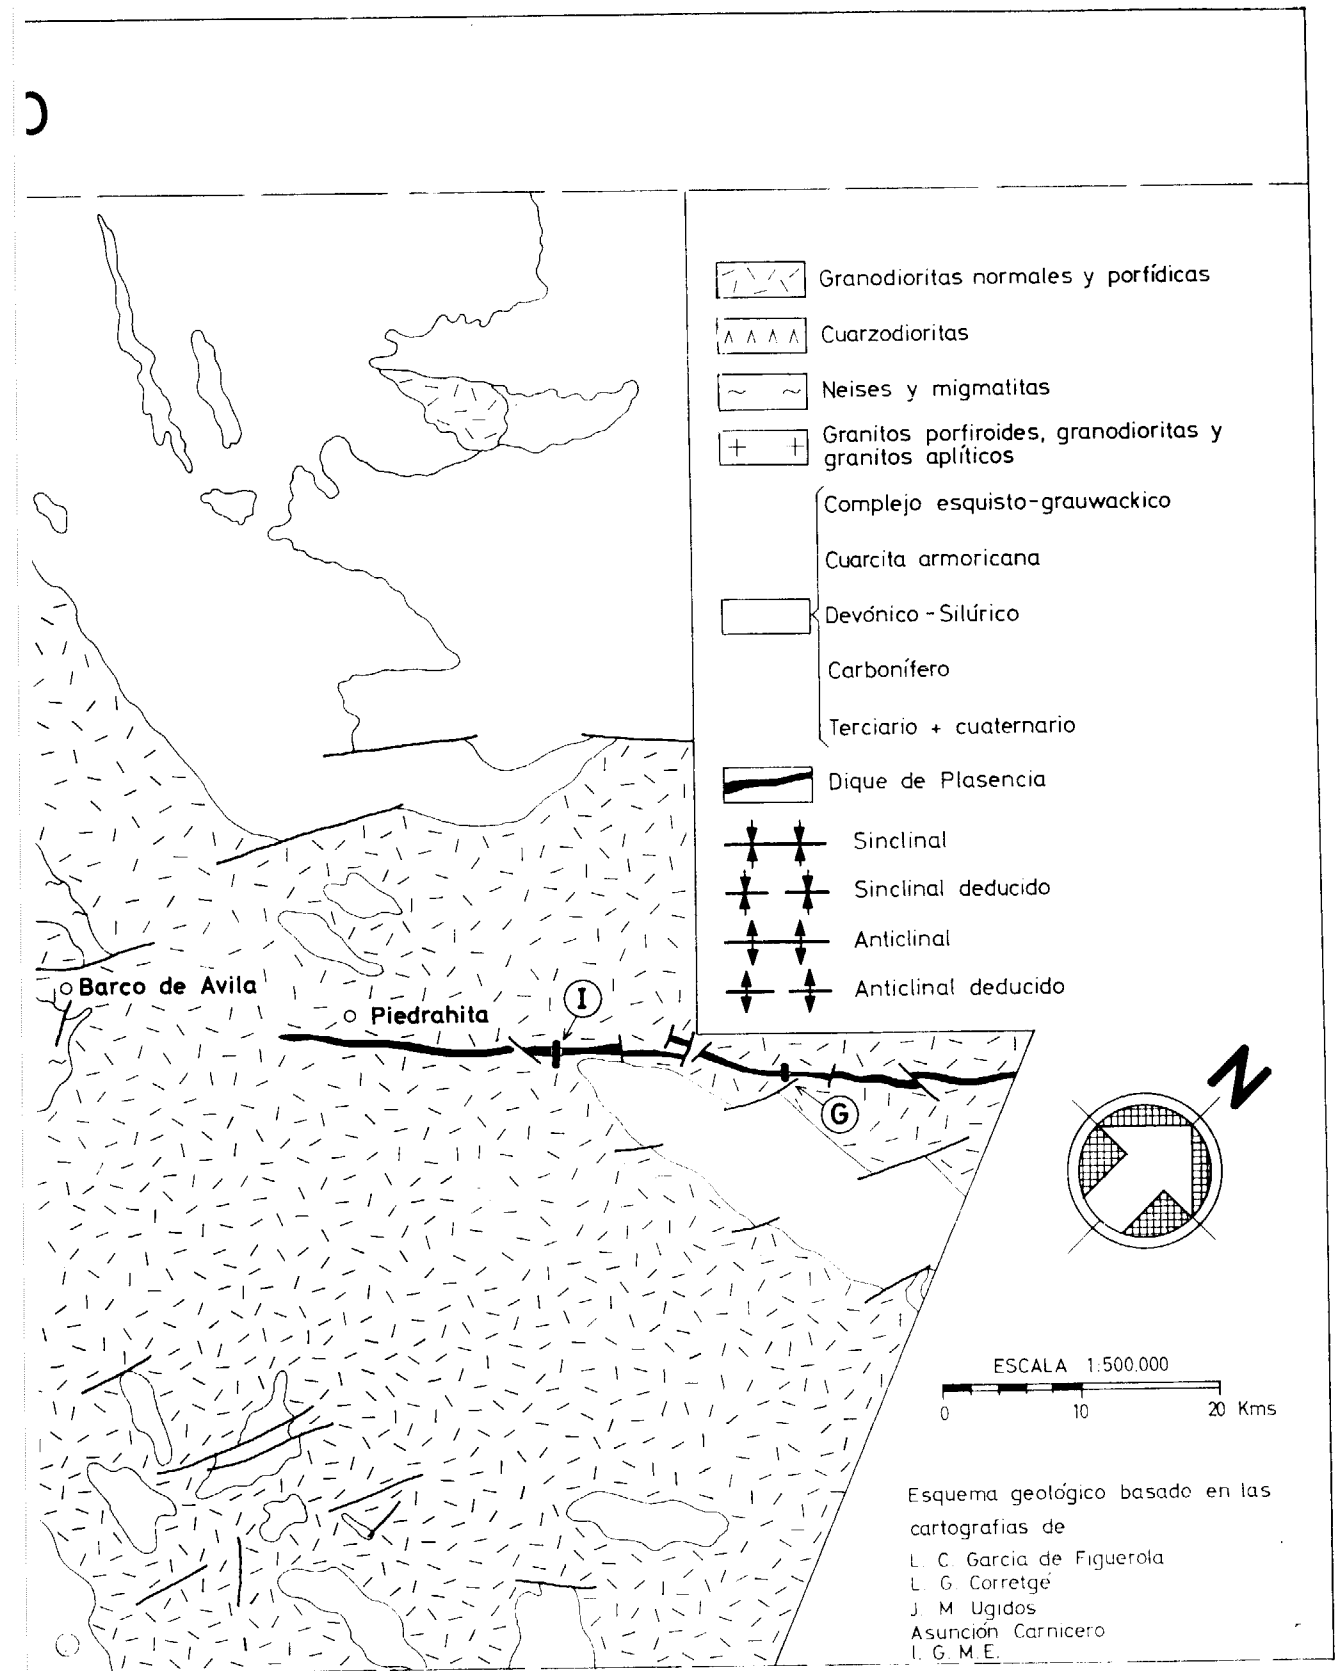 O
Granodioritas normales y porfídicas
Cuarzodioritas
Neises y migmatitas
Granitos porfiroides, granodioritas y
granitos aplíticos
Complejo esquisto-grauwackico
Cuarcita armoricana
Devónico - Silúrico
Carbonífero
Terciario + cuaternario
Dique de Plasencia
Sinclinal
Sinclinal deducido
Anticlinal
Anticlinal deducido
Barco de Avila
Piedrahita
I
G
N
ESCALA 1:500.000
0 10 20 Kms
Esquema geológico basado en las
cartografias de
L. C. Garcia de Figuerola
L. G. Corretgé
J. M. Ugidos
Asunción Carnicero
I. G. M. E.